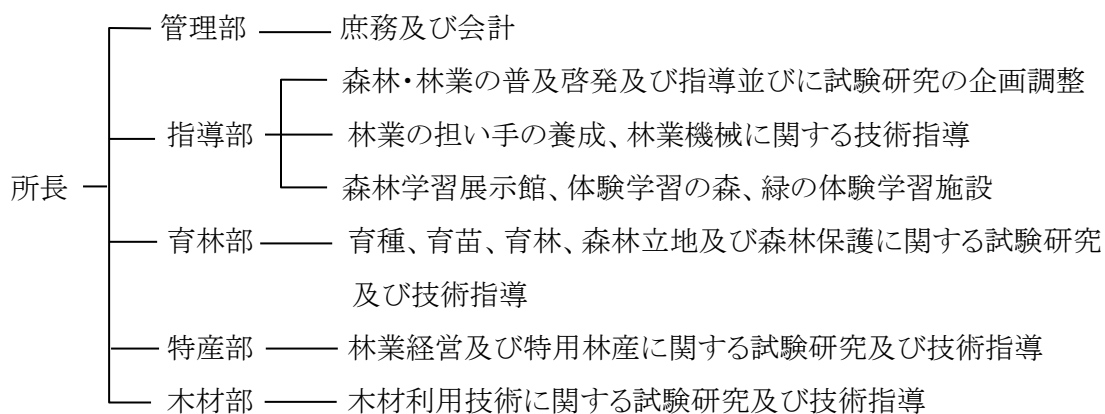 管理部 庶務及び会計
森林・林業の普及啓発及び指導並びに試験研究の企画調整
指導部 林業の担い手の養成、林業機械に関する技術指導
所長 森林学習展示館、体験学習の森、緑の体験学習施設
育林部 育種、育苗、育林、森林立地及び森林保護に関する試験研究
及び技術指導
特産部 林業経営及び特用林産に関する試験研究及び技術指導
木材部 木材利用技術に関する試験研究及び技術指導